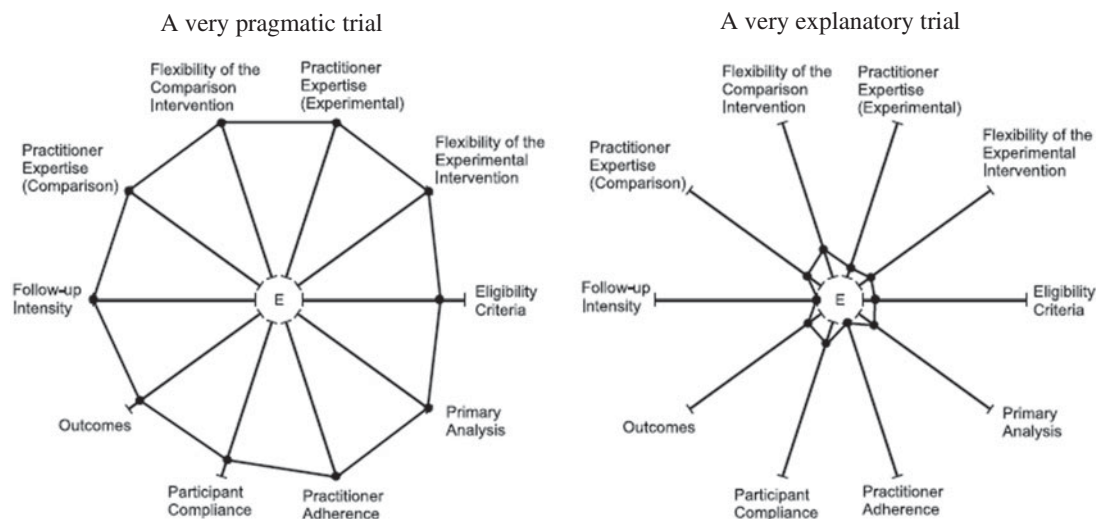 A very pragmatic trial
Flexibility of the
Comparison
Intervention
Practitioner
Expertise
(Experimental)
Flexibility of the
Experimental
Intervention
Practitioner
Expertise
(Comparison)
Follow-up
Intensity
E
Eligibility
Criteria
Outcomes
Primary
Analysis
Participant
Compliance
Practitioner
Adherence
A very explanatory trial
Flexibility of the
Comparison
Intervention
Practitioner
Expertise
(Experimental)
Flexibility of the
Experimental
Intervention
Practitioner
Expertise
(Comparison)
Follow-up
Intensity
E
Eligibility
Criteria
Outcomes
Primary
Analysis
Participant
Compliance
Practitioner
Adherence